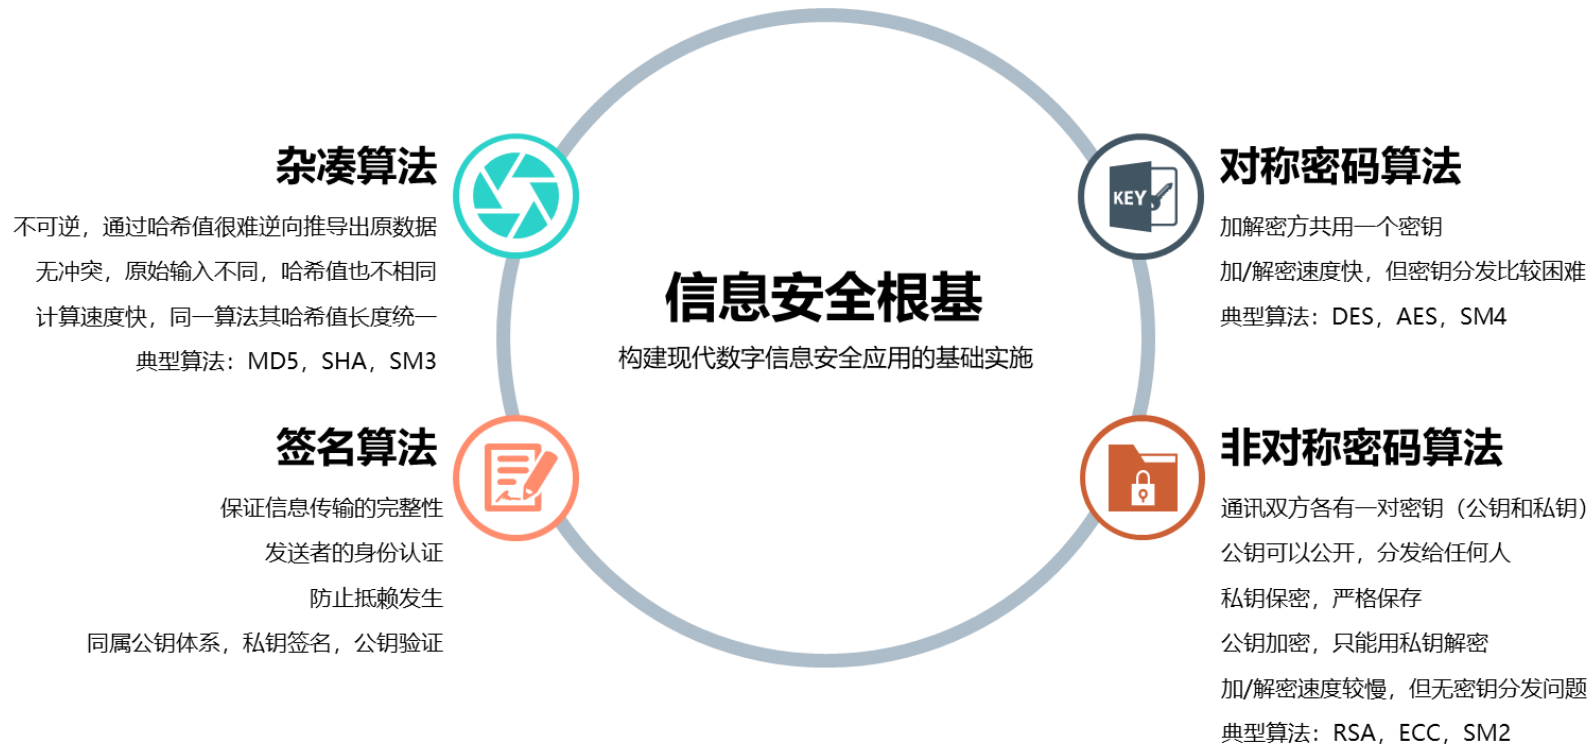 杂凑算法
不可逆，通过哈希值很难逆向推导出原数据
无冲突，原始输入不同，哈希值也不相同
计算速度快，同一算法其哈希值长度统一
典型算法：MD5，SHA，SM3
签名算法
保证信息传输的完整性
发送者的身份认证
防止抵赖发生
同属公钥体系，私钥签名，公钥验证
信息安全根基
构建现代数字信息安全应用的基础实施
KEY
对称密码算法
加解密方共用一个密钥
加/解密速度快，但密钥分发比较困难
典型算法：DES，AES，SM4
非对称密码算法
通讯双方各有一对密钥（公钥和私钥）
公钥可以公开，分发给任何人
私钥保密，严格保存
公钥加密，只能用私钥解密
加/解密速度较慢，但无密钥分发问题
典型算法：RSA，ECC，SM2